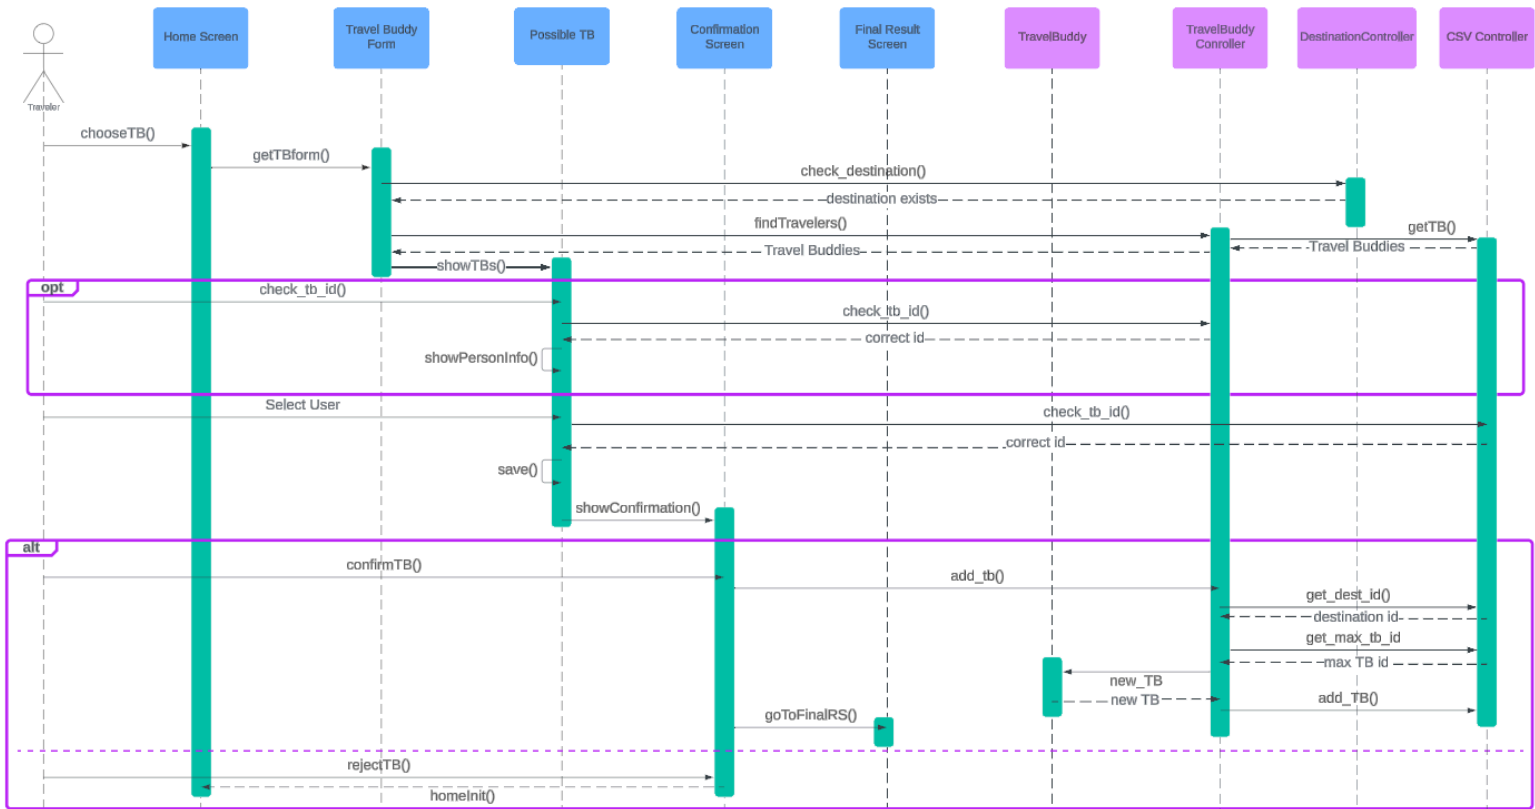 Home Screen
Travel Buddy
Form
Possible TB
Confirmation
Screen
Final Result
Screen
TravelBuddy
TravelBuddy
Conroller
DestinationController
CSV Controller
Traveler
chooseTB()
getTBform()
check_destination()
destination exists
findTravelers()
getTB()
Travel Buddies
Travel Buddies
showTBs()
opt
check_tb_id()
check_tb_id()
correct id
showPersonInfo()
Select User
check_tb_id()
correct id
save()
showConfirmation()
alt
confirmTB()
add_tb()
get_dest_id()
destination id
get_max_tb_id
max TB id
new_TB
new TB
add_TB()
goToFinalRS()
rejectTB()
homeInit()